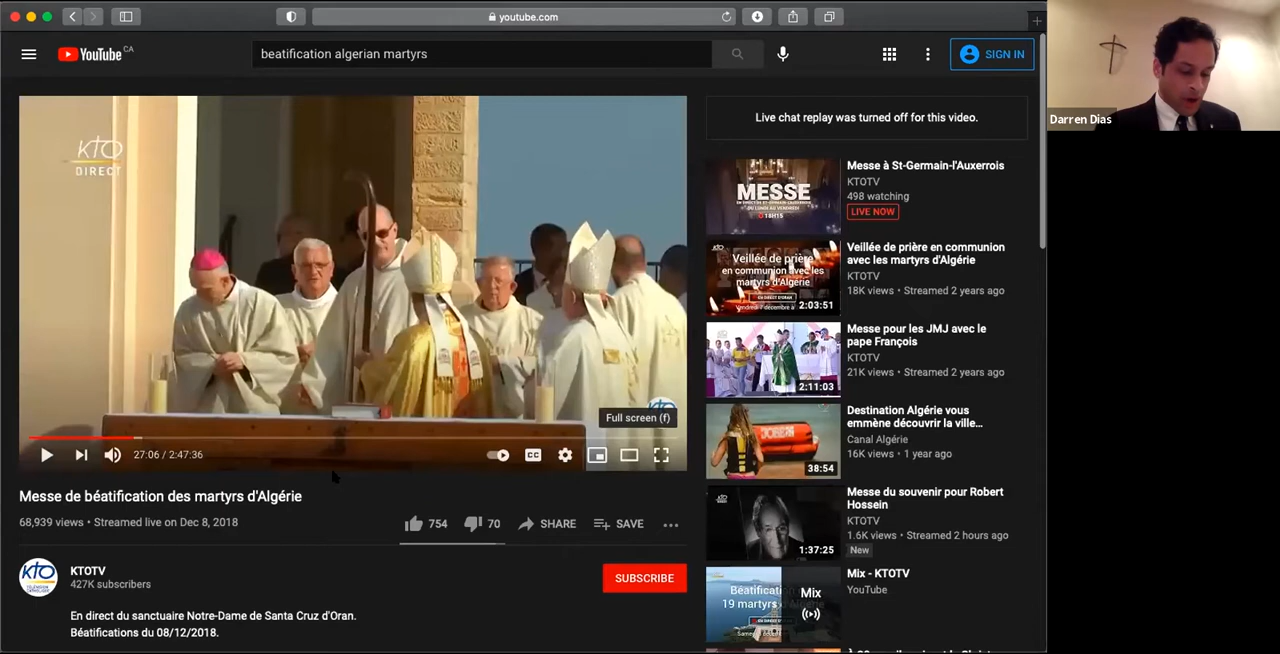 youtube.com
YouTube CA
beatification algerian martyrs
SIGN IN
Darren Dias
KTO
DIRECT
Full screen (f)
27:06 / 2:47:36
CC
Messe de béatification des martyrs d'Algérie
68,939 views • Streamed live on Dec 8, 2018
754
70
SHARE
SAVE
KTO
KTOTV
427K subscribers
SUBSCRIBE
En direct du sanctuaire Notre-Dame de Santa Cruz d'Oran.
Béatifications du 08/12/2018.
Live chat replay was turned off for this video.
MESSE
18H15
Messe à St-Germain-l'Auxerrois
KTOTV
498 watching
LIVE NOW
Veillée de prière
en communion avec les
martyrs d'Algérie
2:03:51
Veillée de prière en communion
avec les martyrs d'Algérie
KTOTV
18K views • Streamed 2 years ago
2:11:03
Messe pour les JMJ avec le
pape François
KTOTV
21K views • Streamed 2 years ago
38:54
Destination Algérie vous
emmène découvrir la ville…
Canal Algérie
16K views • 1 year ago
1:37:25
Messe du souvenir pour Robert
Hossein
KTOTV
1.6K views • Streamed 2 hours ago
New
Béatification
19 martyrs d'Algérie
Mix
Mix - KTOTV
YouTube